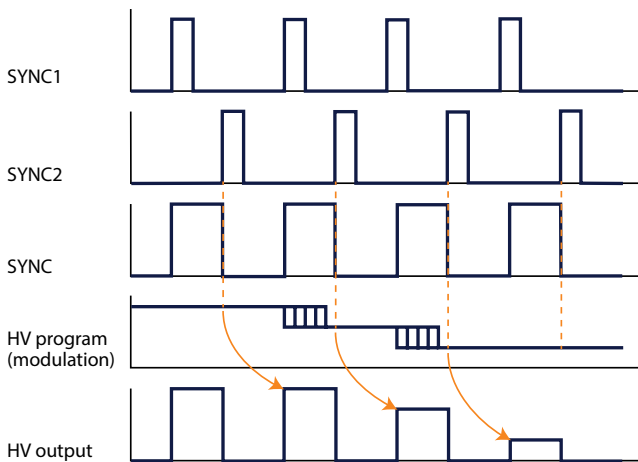 SYNC1
SYNC2
SYNC
HV program
(modulation)
HV output